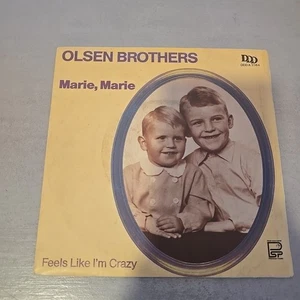 OLSEN BROTHERS
Marie, Marie
Feels Like I'm Crazy